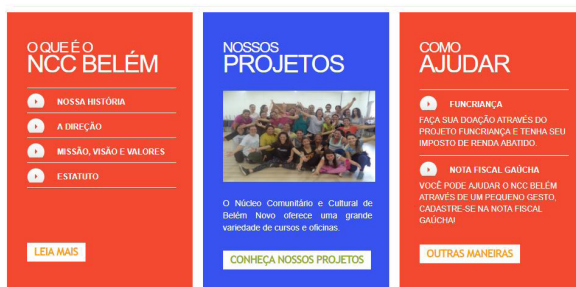 O QUE É O
NCC BELÉM
NOSSA HISTÓRIA
A DIREÇÃO
MISSÃO, VISÃO E VALORES
ESTATUTO
LEIA MAIS
NOSSOS
PROJETOS
O Núcleo Comunitário e Cultural de
Belém Novo oferece uma grande
variedade de cursos e oficinas.
CONHEÇA NOSSOS PROJETOS
COMO
AJUDAR
FUNCRIANÇA
FAÇA SUA DOAÇÃO ATRAVÉS DO
PROJETO FUNCRIANÇA E TENHA SEU
IMPOSTO DE RENDA ABATIDO.
NOTA FISCAL GAÚCHA
VOCÊ PODE AJUDAR O NCC BELÉM
ATRAVÉS DE UM PEQUENO GESTO,
CADASTRE-SE NA NOTA FISCAL
GAÚCHA!
OUTRAS MANEIRAS